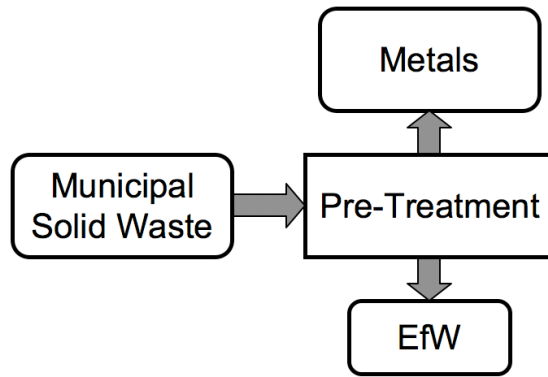 Metals
Municipal
Solid Waste
Pre-Treatment
EfW